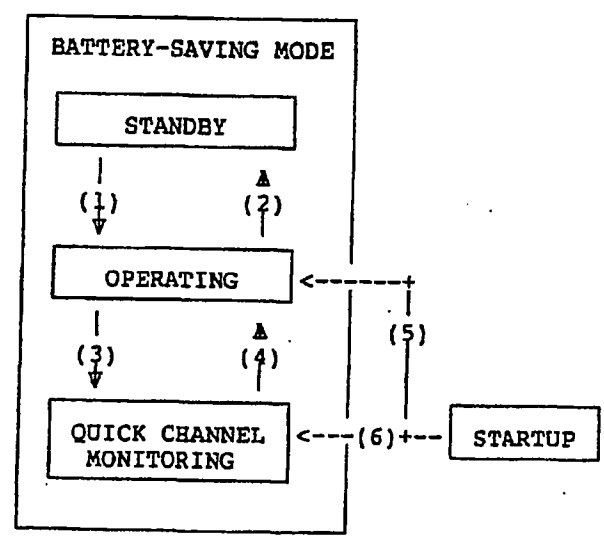 BATTERY-SAVING MODE
STANDBY
(1) (2)
OPERATING
(5)
(3) (4)
QUICK CHANNEL
MONITORING
(6)
STARTUP